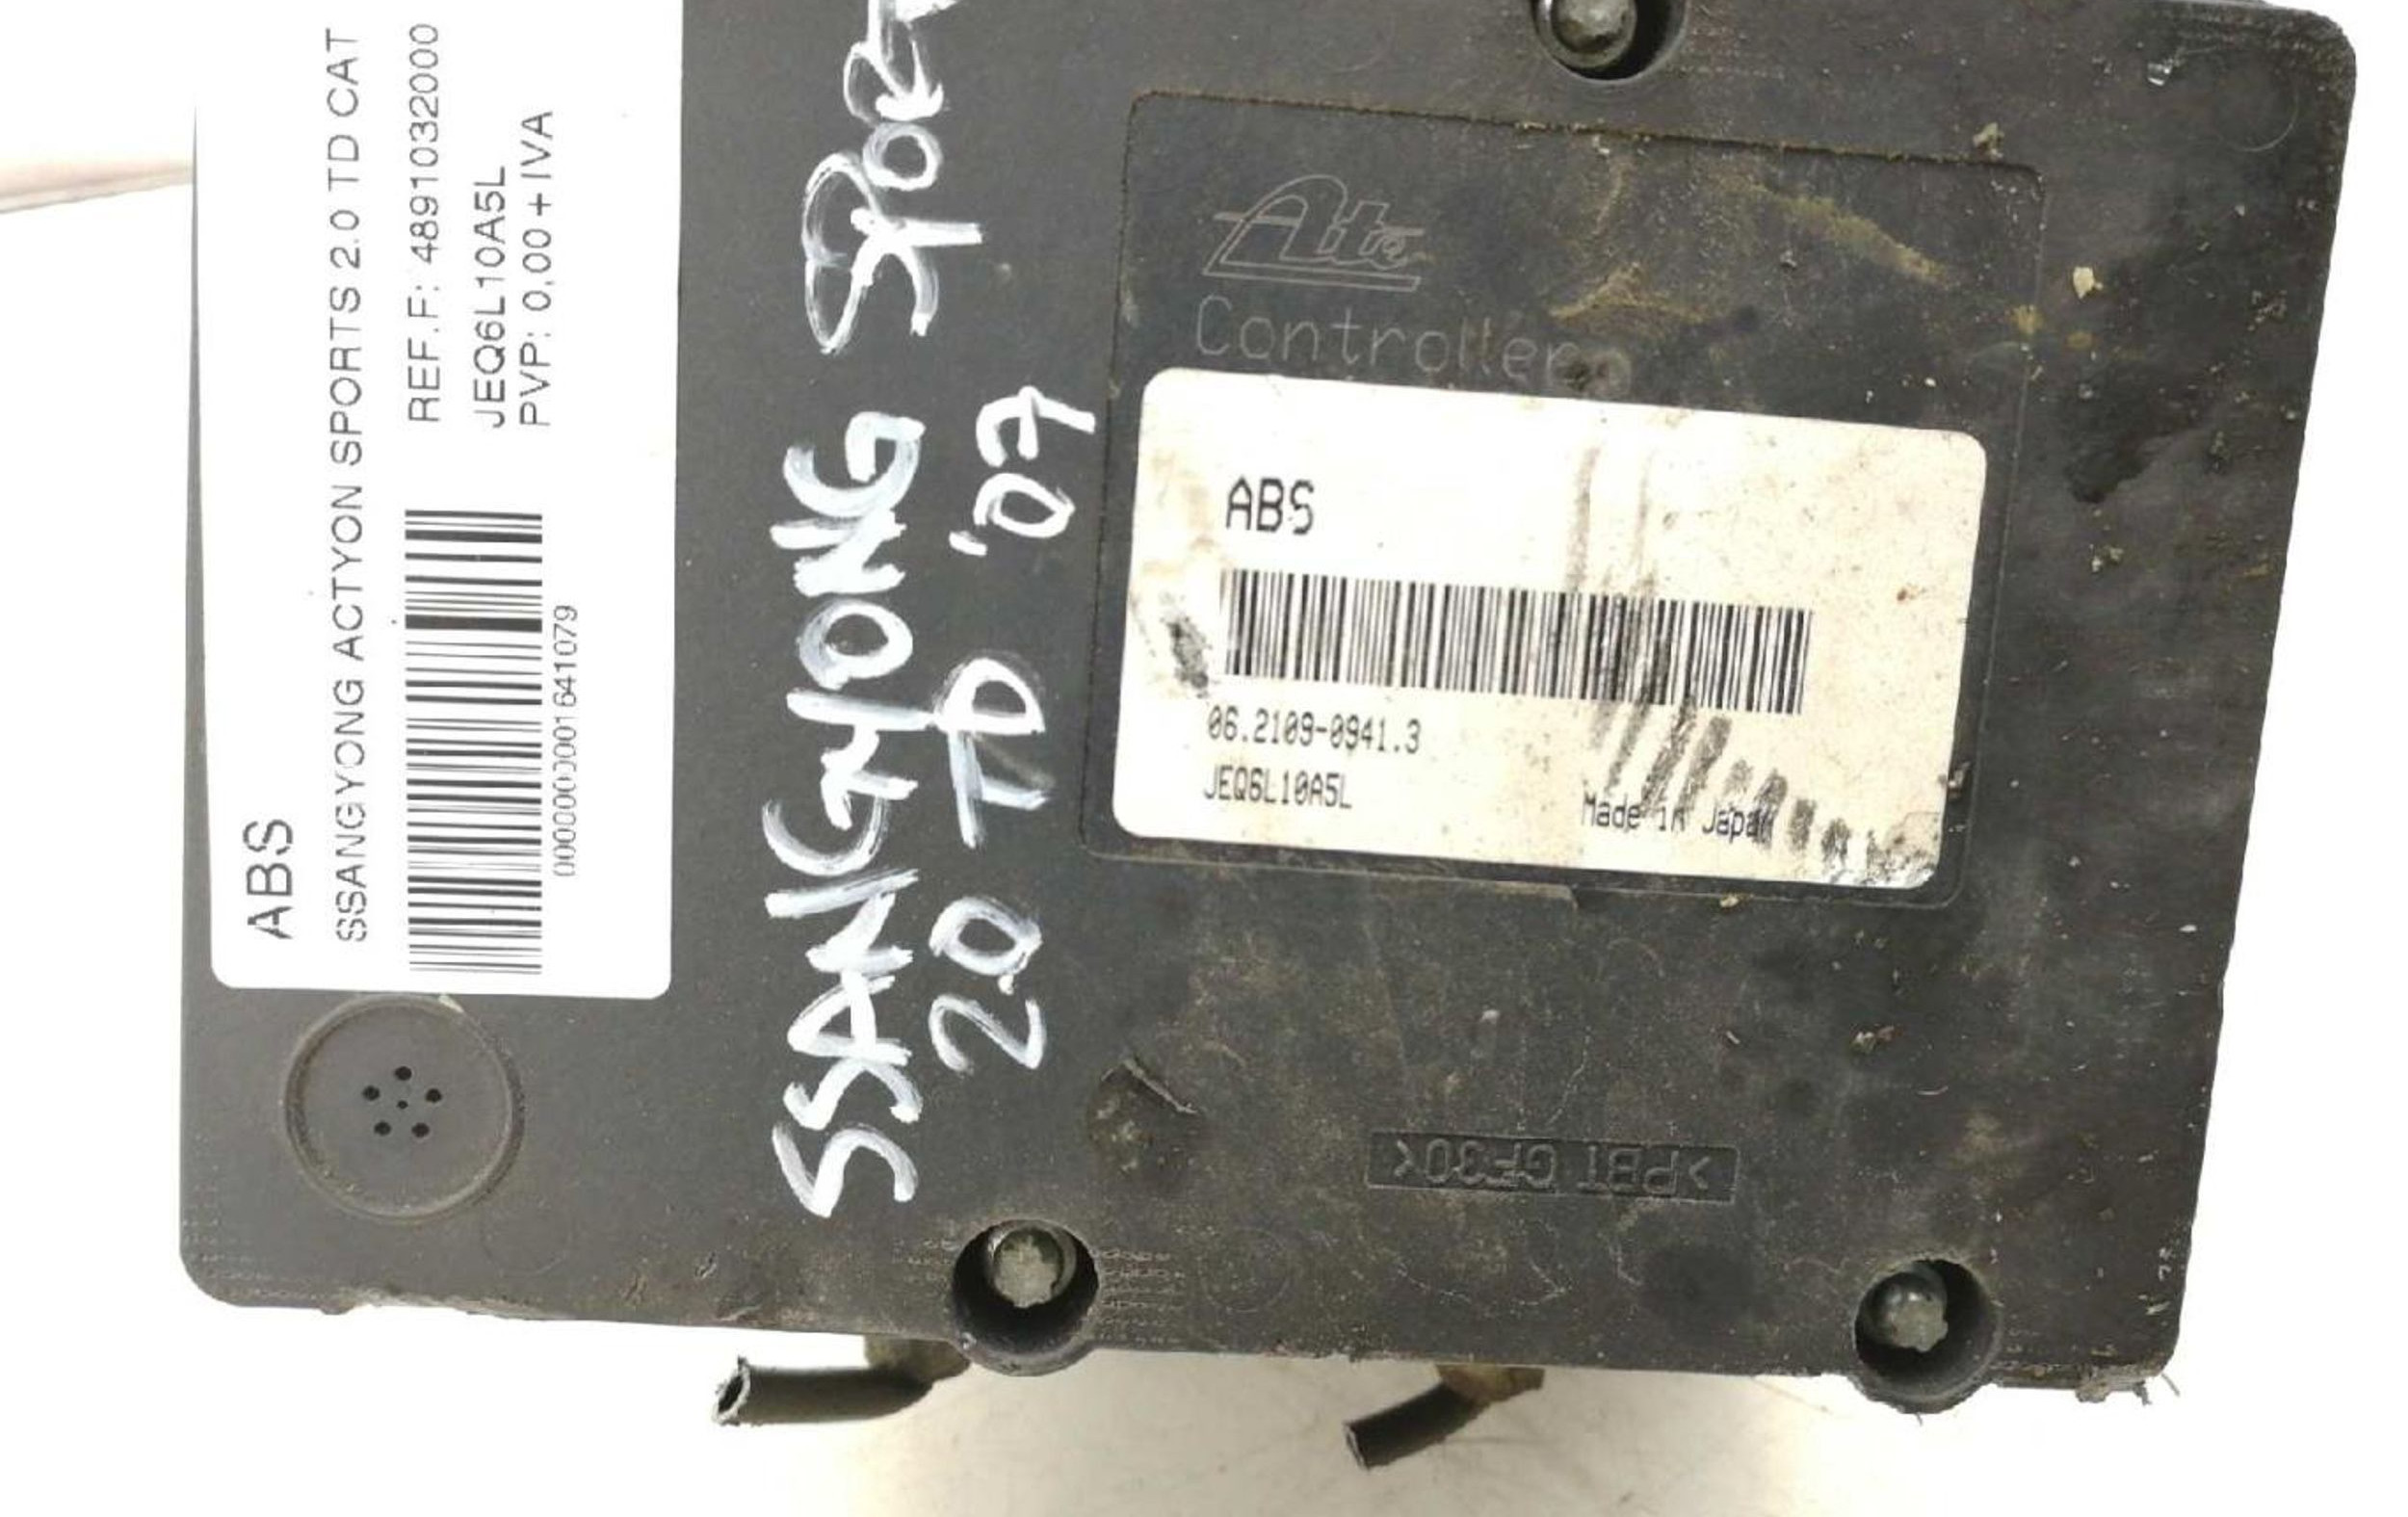 ABS
SSANGYONG ACTYON SPORTS 2.0 TD CAT
REF.F: 4891032000
JEQ6L10A5L
PVP: 0,00 + IVA
0000000001641079
SSANGYONG SPORT
2.0 TD '07
Ate
Controller
ABS
06.2109-0941.3
JEQ6L10A5L
Made in Japan
>PBT GF30<